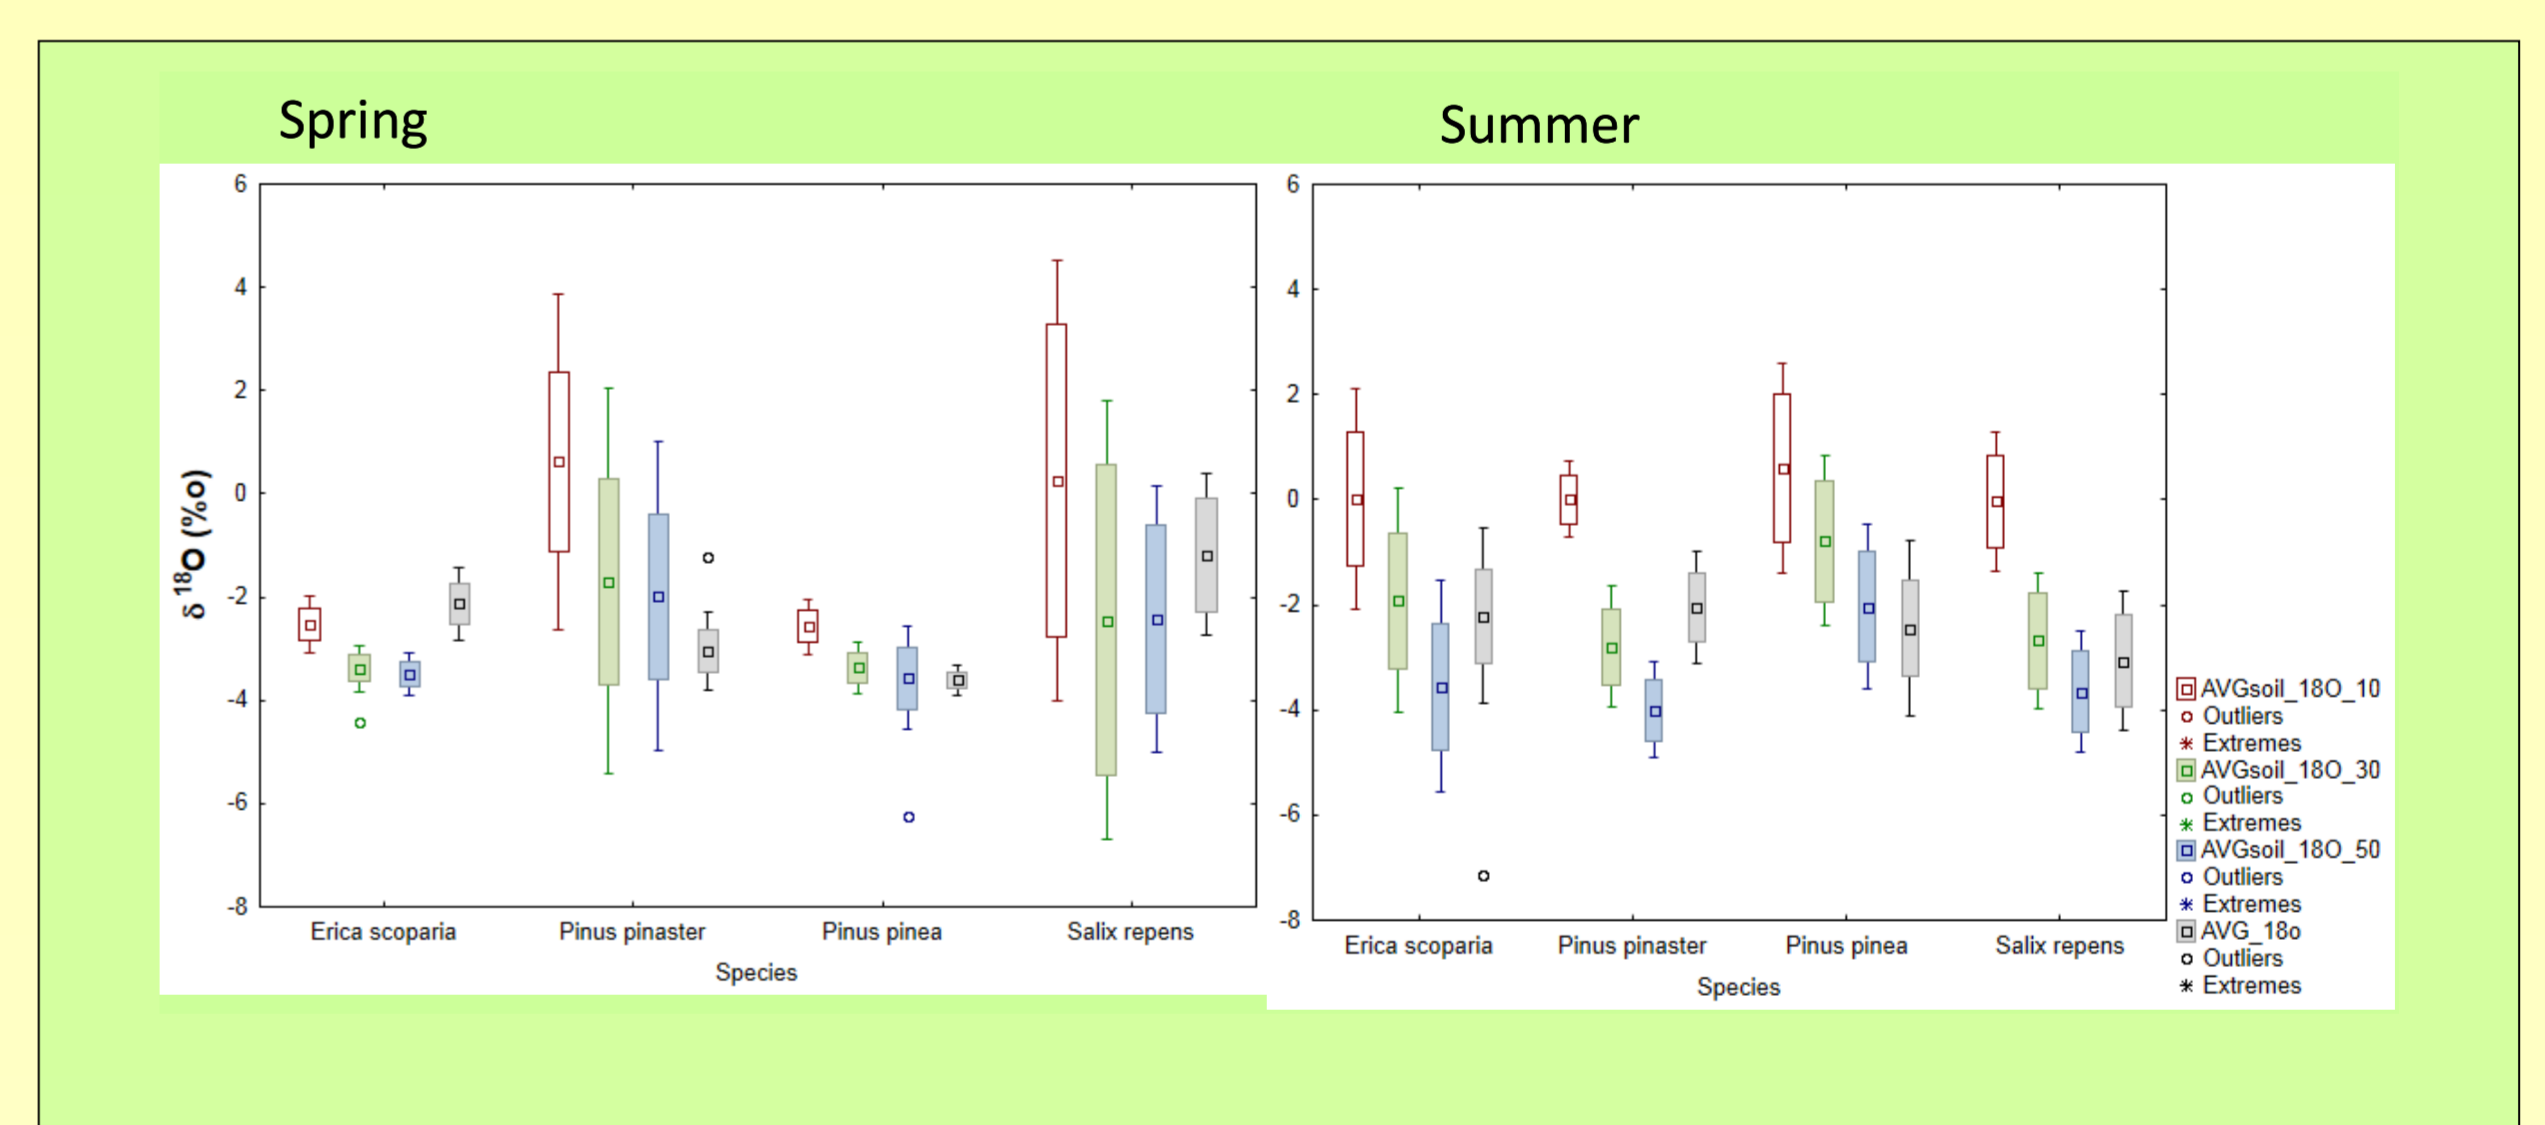 Spring
Summer
6
4
2
0
-2
-4
-6
-8
δ 18O (%o)
Erica scoparia
Pinus pinaster
Pinus pinea
Salix repens
Species
6
4
2
0
-2
-4
-6
-8
Erica scoparia
Pinus pinaster
Pinus pinea
Salix repens
Species
AVGsoil_18O_10
Outliers
Extremes
AVGsoil_18O_30
Outliers
Extremes
AVGsoil_18O_50
Outliers
Extremes
AVG_18o
Outliers
Extremes